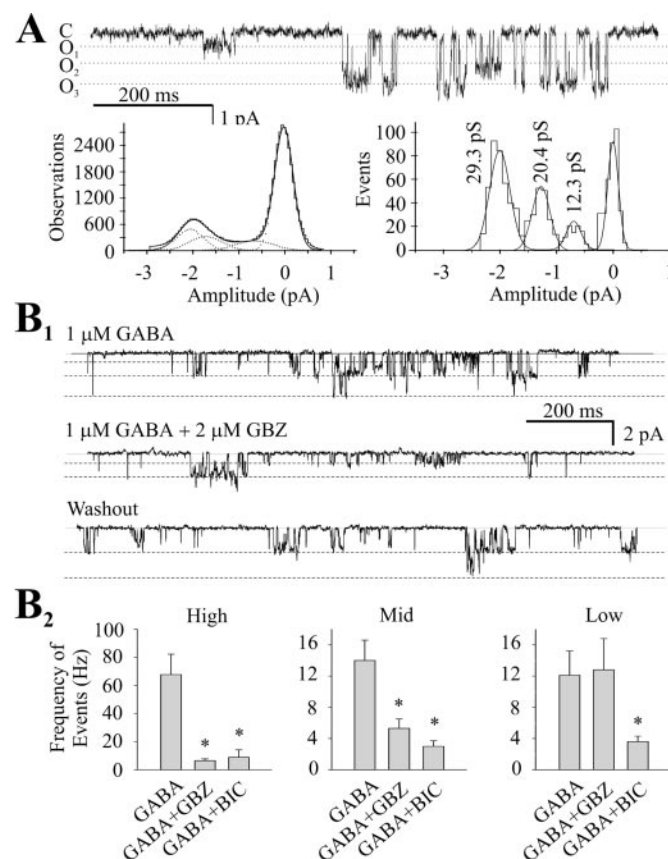 A
C
O₁
O₂
O₃
200 ms
1 pA
Observations
2400
1800
1200
600
0
-3 -2 -1 0 1
Amplitude (pA)
Events
100
80
60
40
20
0
29.3 pS
20.4 pS
12.3 pS
-3 -2 -1 0 1
Amplitude (pA)
B₁
1 µM GABA
200 ms
2 pA
1 µM GABA + 2 µM GBZ
Washout
B₂
Frequency of
Events (Hz)
High
100
80
60
40
20
0
* *
GABA
GABA+GBZ
GABA+BIC
Mid
16
12
8
4
0
* *
GABA
GABA+GBZ
GABA+BIC
Low
16
12
8
4
0
*
GABA
GABA+GBZ
GABA+BIC